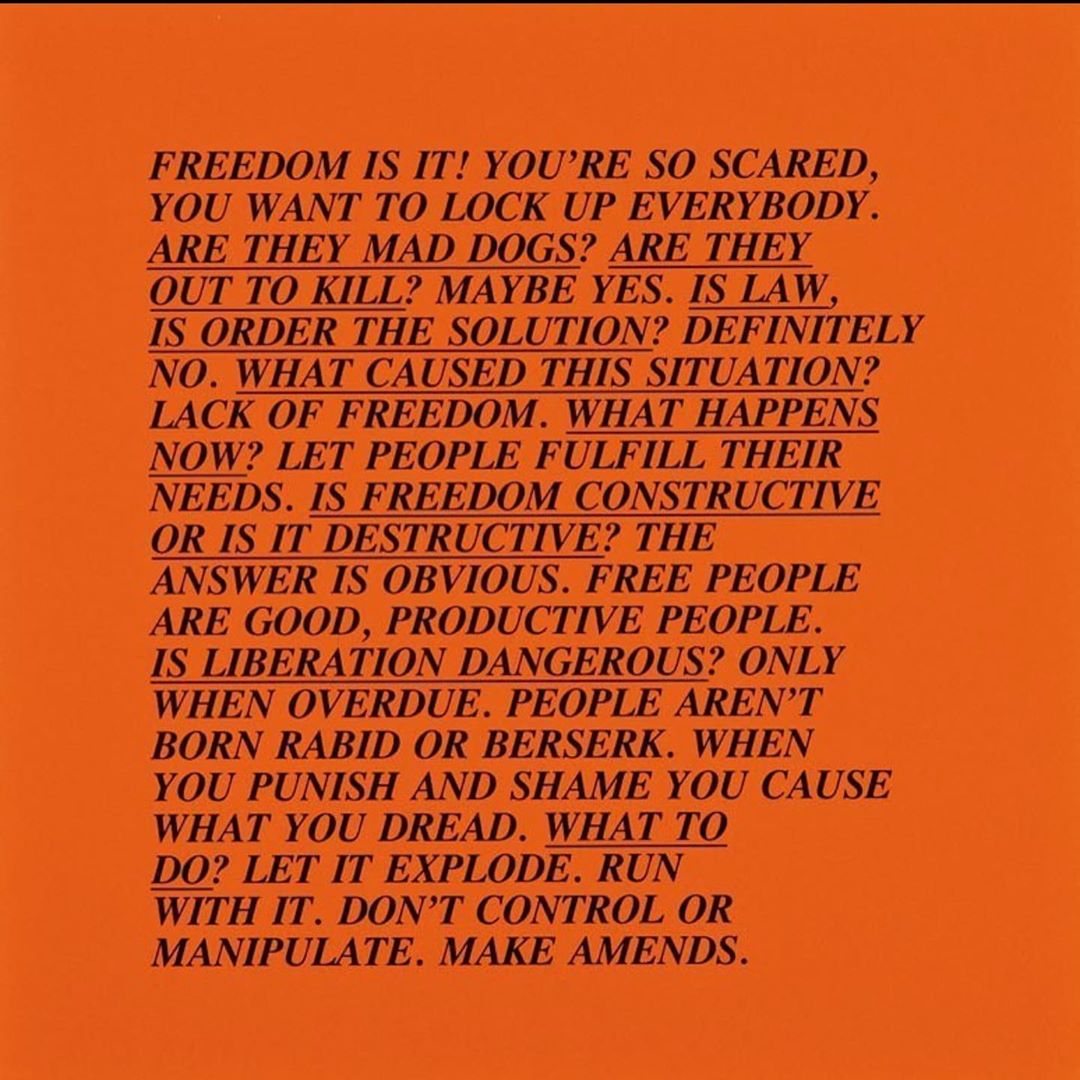 FREEDOM IS IT! YOU'RE SO SCARED,
YOU WANT TO LOCK UP EVERYBODY.
ARE THEY MAD DOGS? ARE THEY
OUT TO KILL? MAYBE YES. IS LAW,
IS ORDER THE SOLUTION? DEFINITELY
NO. WHAT CAUSED THIS SITUATION?
LACK OF FREEDOM. WHAT HAPPENS
NOW? LET PEOPLE FULFILL THEIR
NEEDS. IS FREEDOM CONSTRUCTIVE
OR IS IT DESTRUCTIVE? THE
ANSWER IS OBVIOUS. FREE PEOPLE
ARE GOOD, PRODUCTIVE PEOPLE.
IS LIBERATION DANGEROUS? ONLY
WHEN OVERDUE. PEOPLE AREN'T
BORN RABID OR BERSERK. WHEN
YOU PUNISH AND SHAME YOU CAUSE
WHAT YOU DREAD. WHAT TO
DO? LET IT EXPLODE. RUN
WITH IT. DON'T CONTROL OR
MANIPULATE. MAKE AMENDS.